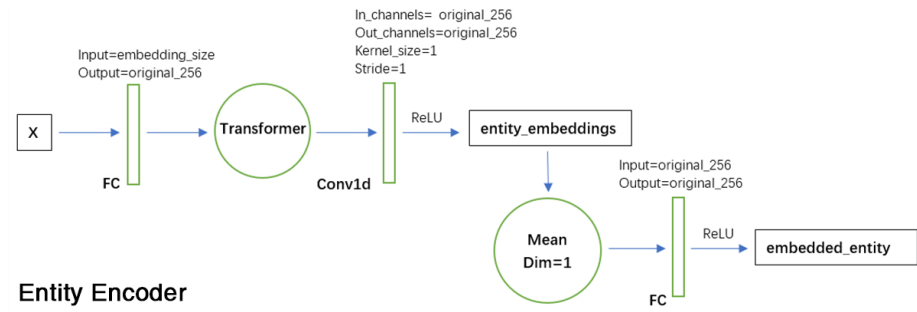 In_channels= original_256
Out_channels=original_256
Kernel_size=1
Stride=1
Input=embedding_size
Output=original_256
X
Transformer
ReLU
entity_embeddings
FC
Conv1d
Input=original_256
Output=original_256
Mean
Dim=1
ReLU
embedded_entity
FC
Entity Encoder